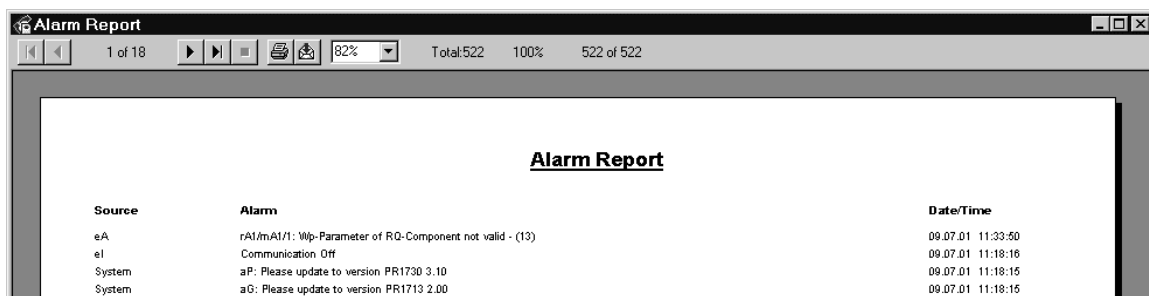 Alarm Report
1 of 18 82% Total:522 100% 522 of 522
Alarm Report
Source Alarm Date/Time
eA rA1/mA1/1: Wp-Parameter of RQ-Component not valid - (13) 09.07.01 11:33:50
eI Communication Off 09.07.01 11:18:16
System aP: Please update to version PR1730 3.10 09.07.01 11:18:15
System aG: Please update to version PR1713 2.00 09.07.01 11:18:15